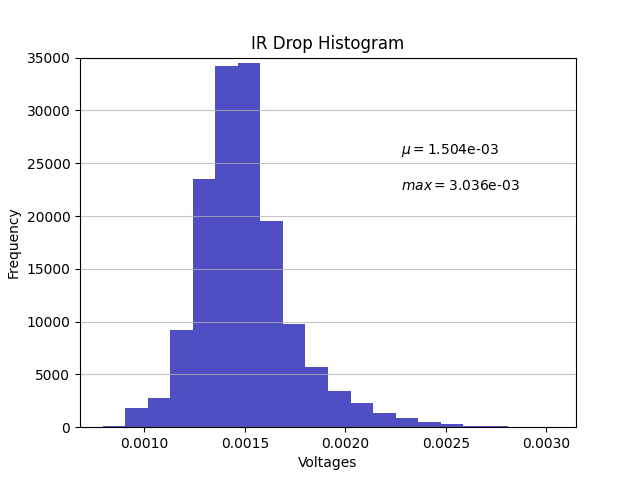 IR Drop Histogram
35000
30000
25000
20000
15000
10000
5000
0
Frequency
μ = 1.504e-03
max = 3.036e-03
0.0010 0.0015 0.0020 0.0025 0.0030
Voltages